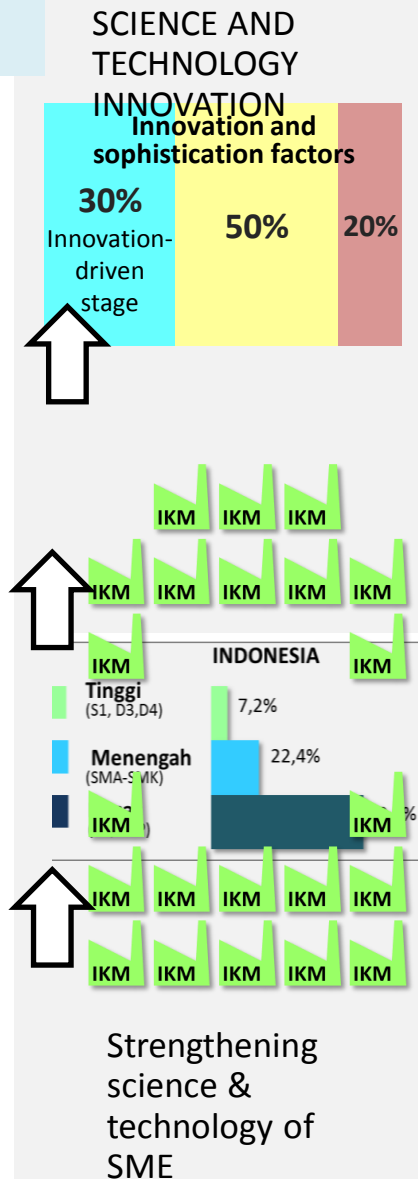 SCIENCE AND
TECHNOLOGY
INNOVATION
Innovation and
sophistication factors
30%
50%
20%
Innovation-
driven
stage
IKM IKM IKM
IKM IKM IKM IKM IKM
IKM IKM
INDONESIA
Tinggi
(S1, D3,D4)
7,2%
Menengah
(SMA-SMK)
22,4%
IKM IKM
%
IKM IKM IKM IKM IKM
IKM IKM IKM IKM IKM
Strengthening
science &
technology of
SME